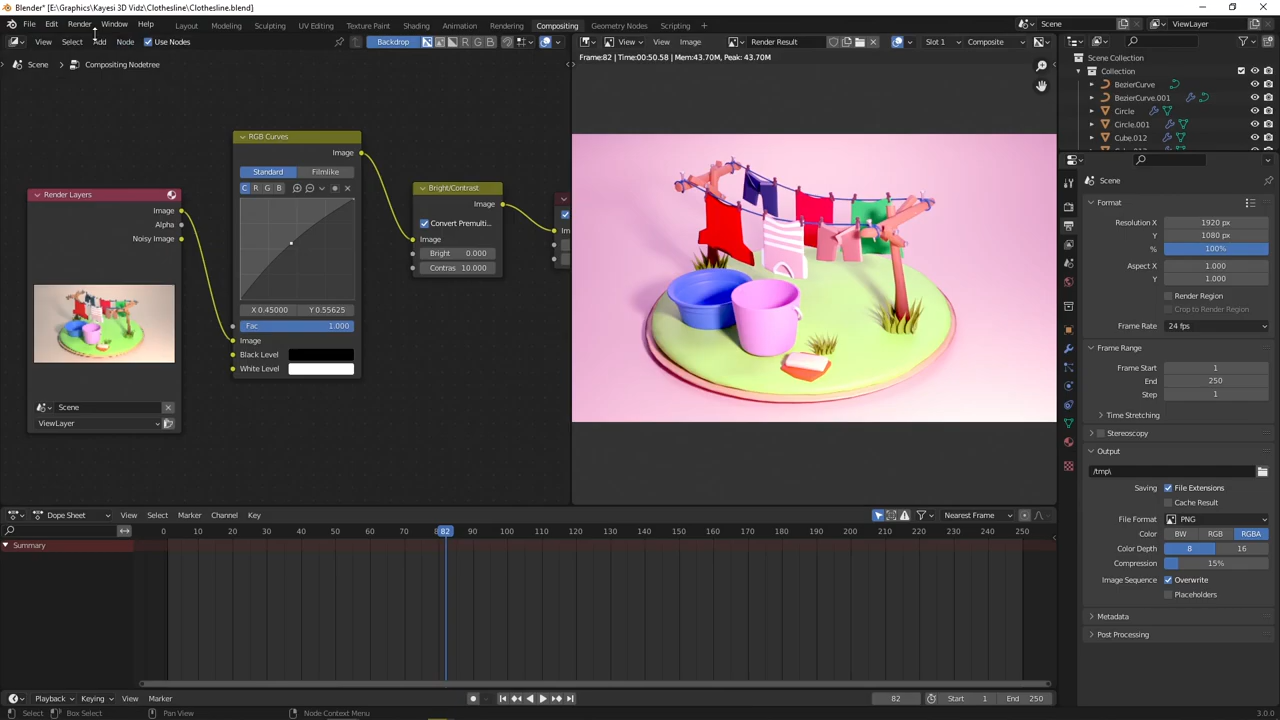 Blender* [E:\Graphics\Kayesi 3D Vidz\Clothesline\Clothesline.blend]
File Edit Render Window Help Layout Modeling Sculpting UV Editing Texture Paint Shading Animation Rendering Compositing Geometry Nodes Scripting Scene ViewLayer
View Select Add Node Use Nodes Backdrop R G B View View Image Render Result Slot 1 Composite
Scene > Compositing Nodetree
Frame:82 | Time:00:50.58 | Mem:43.70M, Peak: 43.70M
Scene Collection
Collection
BezierCurve
BezierCurve.001
Circle
Circle.001
Cube.012
RGB Curves
Image
Standard Filmlike
C R G B
X 0.45000 Y 0.55625
Fac 1.000
Image
Black Level
White Level
Render Layers
Image
Alpha
Noisy Image
Scene
ViewLayer
Bright/Contrast
Image
Convert Premulti...
Image
Bright 0.000
Contras 10.000
Scene
Format
Resolution X 1920 px
Y 1080 px
% 100%
Aspect X 1.000
Y 1.000
Render Region
Crop to Render Region
Frame Rate 24 fps
Frame Range
Frame Start 1
End 250
Step 1
Time Stretching
Stereoscopy
Output
/tmp\
Saving File Extensions
Cache Result
File Format PNG
Color BW RGB RGBA
Color Depth 8 16
Compression 15%
Image Sequence Overwrite
Placeholders
Metadata
Post Processing
Dope Sheet View Select Marker Channel Key Nearest Frame
0 10 20 30 40 50 60 70 82 90 100 110 120 130 140 150 160 170 180 190 200 210 220 230 240 250
Summary
Playback Keying View Marker 82 Start 1 End 250
Select Box Select Pan View Node Context Menu 3.0.0